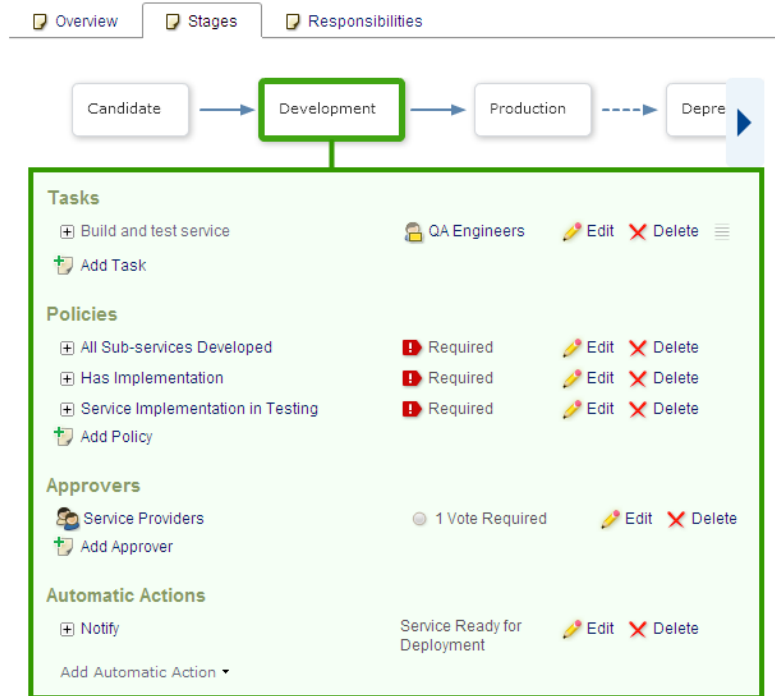 Overview Stages Responsibilities
Candidate Development Production Depre
Tasks
Build and test service QA Engineers Edit Delete
Add Task
Policies
All Sub-services Developed Required Edit Delete
Has Implementation Required Edit Delete
Service Implementation in Testing Required Edit Delete
Add Policy
Approvers
Service Providers 1 Vote Required Edit Delete
Add Approver
Automatic Actions
Notify Service Ready for Edit Delete
Deployment
Add Automatic Action